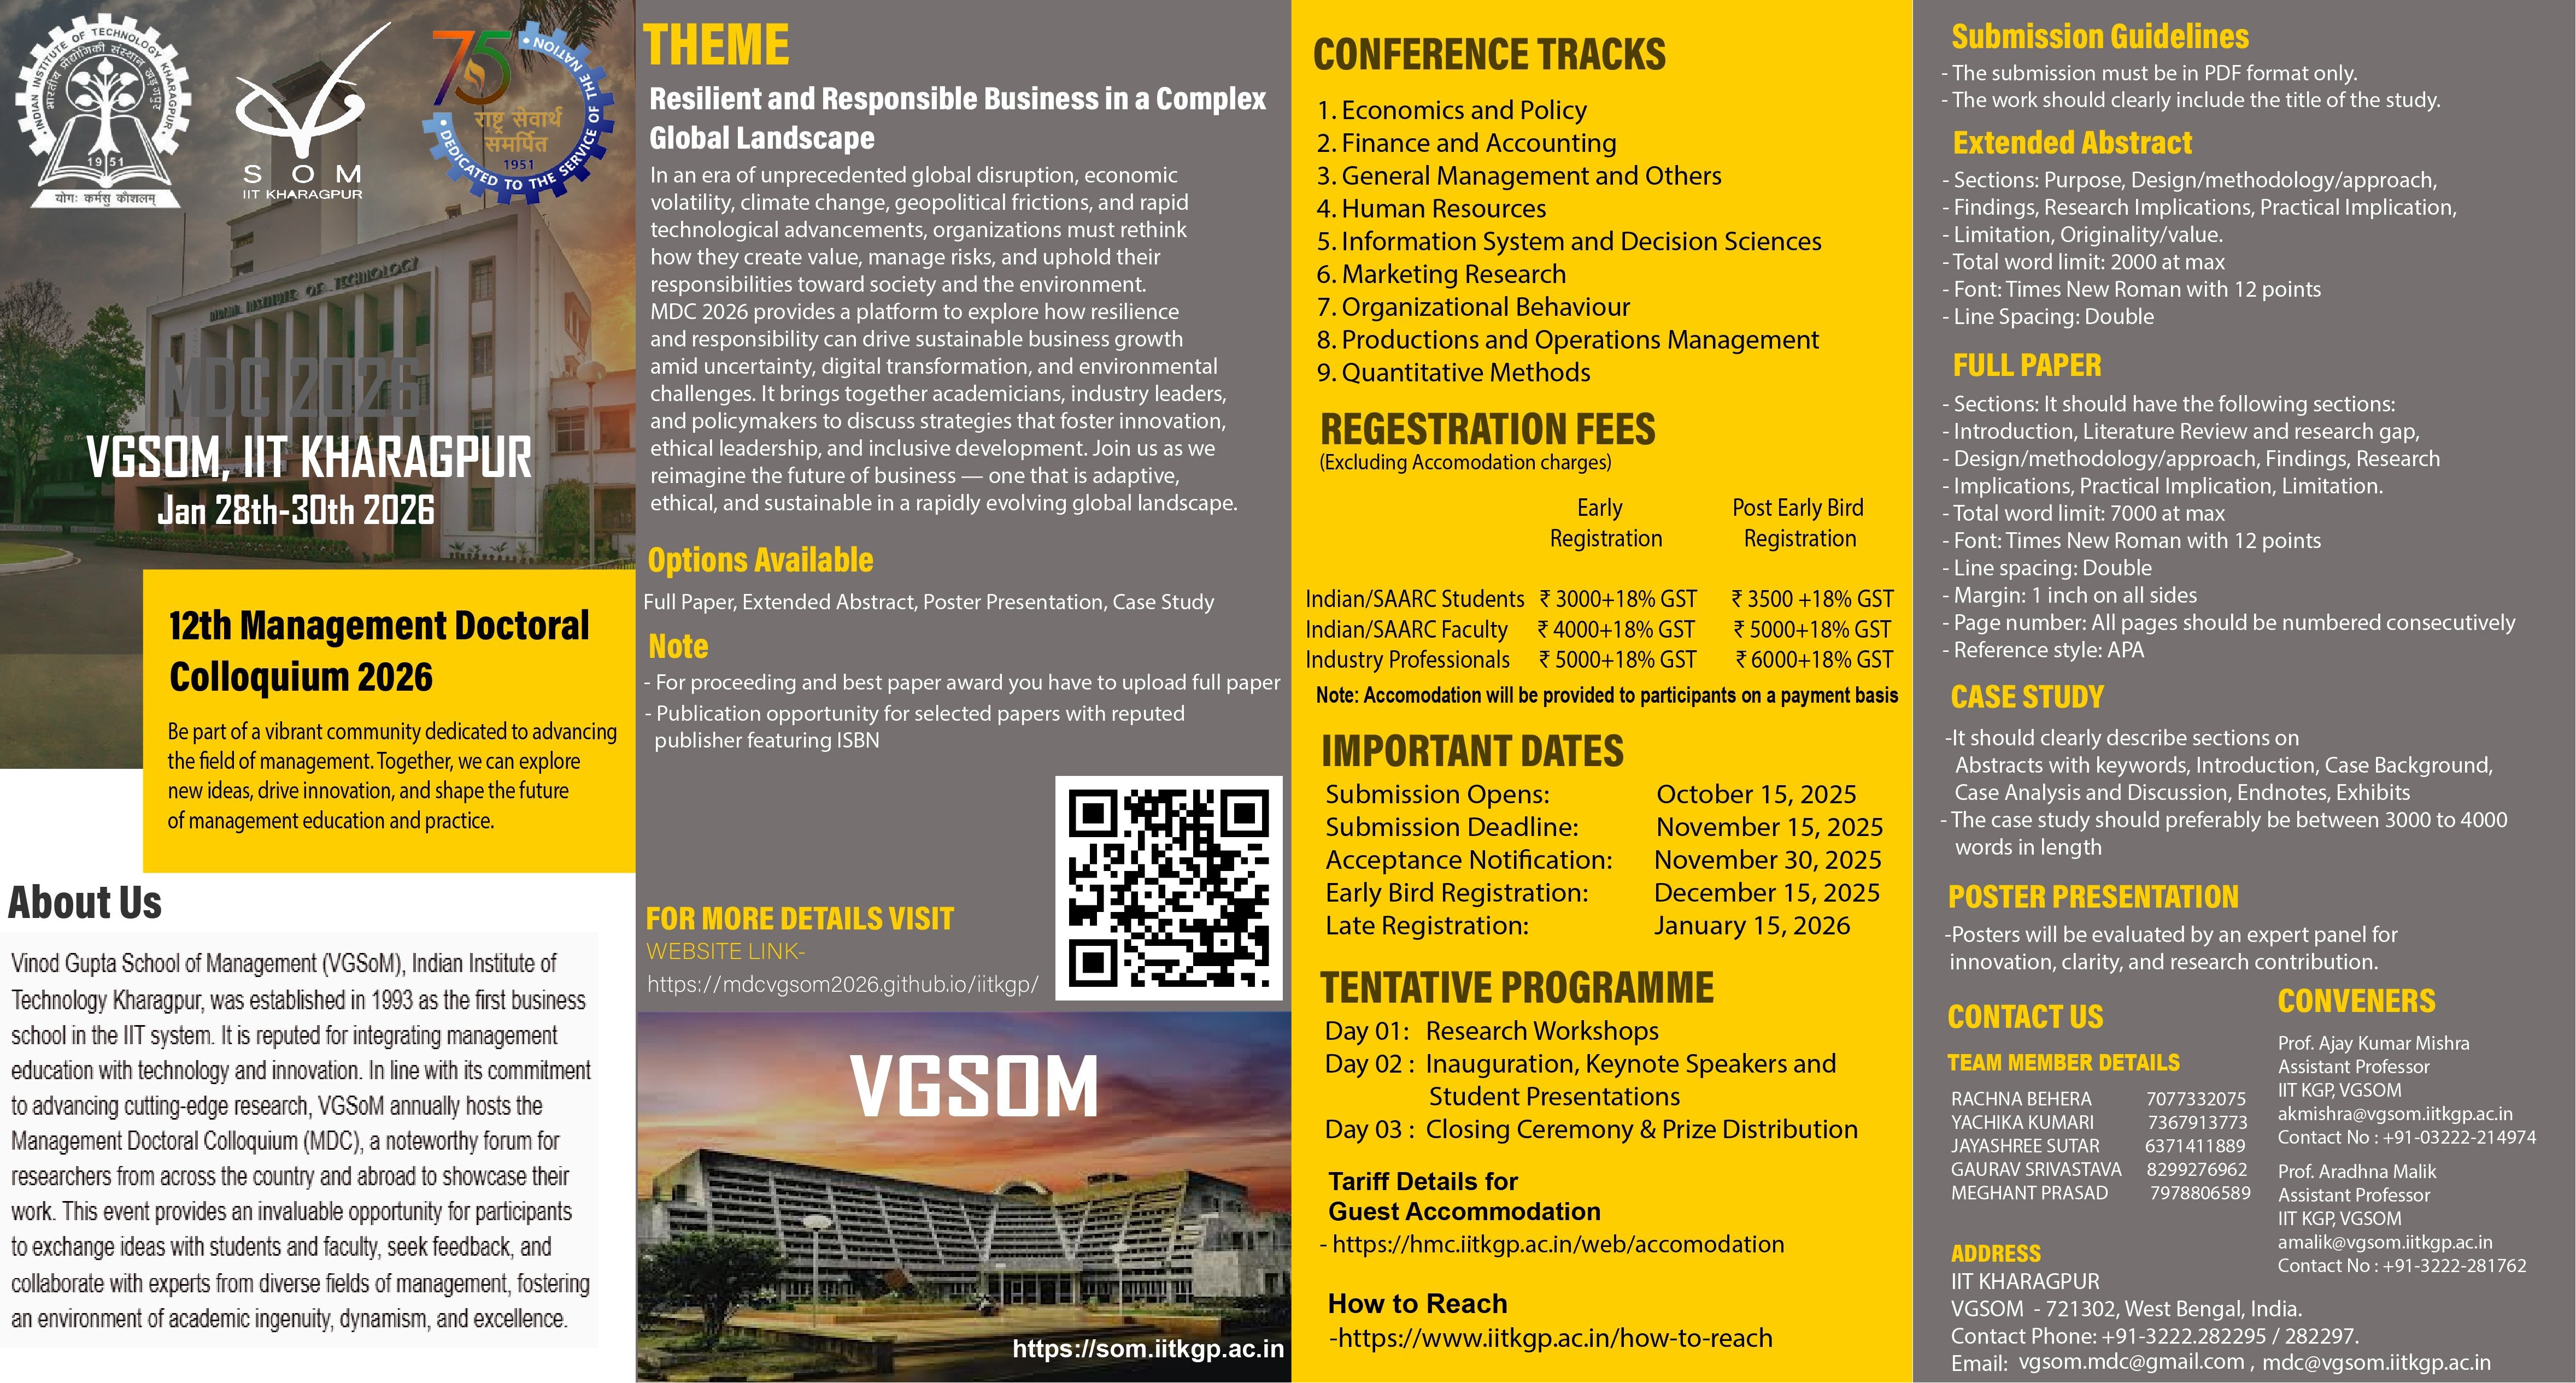 INDIAN INSTITUTE OF TECHNOLOGY KHARAGPUR
भारतीय प्रौद्योगिकी संस्थान खड़गपुर
1951
योगः कर्मसु कौशलम्
S O M
IIT KHARAGPUR
75
राष्ट्र सेवार्थ
समर्पित
1951
DEDICATED TO THE SERVICE OF THE NATION
INDIAN INSTITUTE OF TECHNOLOGY
MDC 2026
VGSOM, IIT KHARAGPUR
Jan 28th-30th 2026
12th Management Doctoral
Colloquium 2026
Be part of a vibrant community dedicated to advancing
the field of management. Together, we can explore
new ideas, drive innovation, and shape the future
of management education and practice.
About Us
Vinod Gupta School of Management (VGSoM), Indian Institute of
Technology Kharagpur, was established in 1993 as the first business
school in the IIT system. It is reputed for integrating management
education with technology and innovation. In line with its commitment
to advancing cutting-edge research, VGSoM annually hosts the
Management Doctoral Colloquium (MDC), a noteworthy forum for
researchers from across the country and abroad to showcase their
work. This event provides an invaluable opportunity for participants
to exchange ideas with students and faculty, seek feedback, and
collaborate with experts from diverse fields of management, fostering
an environment of academic ingenuity, dynamism, and excellence.
THEME
Resilient and Responsible Business in a Complex
Global Landscape
In an era of unprecedented global disruption, economic
volatility, climate change, geopolitical frictions, and rapid
technological advancements, organizations must rethink
how they create value, manage risks, and uphold their
responsibilities toward society and the environment.
MDC 2026 provides a platform to explore how resilience
and responsibility can drive sustainable business growth
amid uncertainty, digital transformation, and environmental
challenges. It brings together academicians, industry leaders,
and policymakers to discuss strategies that foster innovation,
ethical leadership, and inclusive development. Join us as we
reimagine the future of business — one that is adaptive,
ethical, and sustainable in a rapidly evolving global landscape.
Options Available
Full Paper, Extended Abstract, Poster Presentation, Case Study
Note
- For proceeding and best paper award you have to upload full paper
- Publication opportunity for selected papers with reputed
publisher featuring ISBN
FOR MORE DETAILS VISIT
WEBSITE LINK-
https://mdcvgsom2026.github.io/iitkgp/
VGSOM
https://som.iitkgp.ac.in
CONFERENCE TRACKS
1. Economics and Policy
2. Finance and Accounting
3. General Management and Others
4. Human Resources
5. Information System and Decision Sciences
6. Marketing Research
7. Organizational Behaviour
8. Productions and Operations Management
9. Quantitative Methods
REGESTRATION FEES
(Excluding Accomodation charges)
Early Post Early Bird
Registration Registration
Indian/SAARC Students ₹ 3000+18% GST ₹ 3500 +18% GST
Indian/SAARC Faculty ₹ 4000+18% GST ₹ 5000+18% GST
Industry Professionals ₹ 5000+18% GST ₹ 6000+18% GST
Note: Accomodation will be provided to participants on a payment basis
IMPORTANT DATES
Submission Opens: October 15, 2025
Submission Deadline: November 15, 2025
Acceptance Notification: November 30, 2025
Early Bird Registration: December 15, 2025
Late Registration: January 15, 2026
TENTATIVE PROGRAMME
Day 01: Research Workshops
Day 02 : Inauguration, Keynote Speakers and
Student Presentations
Day 03 : Closing Ceremony & Prize Distribution
Tariff Details for
Guest Accommodation
- https://hmc.iitkgp.ac.in/web/accomodation
How to Reach
-https://www.iitkgp.ac.in/how-to-reach
Submission Guidelines
- The submission must be in PDF format only.
- The work should clearly include the title of the study.
Extended Abstract
- Sections: Purpose, Design/methodology/approach,
- Findings, Research Implications, Practical Implication,
- Limitation, Originality/value.
- Total word limit: 2000 at max
- Font: Times New Roman with 12 points
- Line Spacing: Double
FULL PAPER
- Sections: It should have the following sections:
- Introduction, Literature Review and research gap,
- Design/methodology/approach, Findings, Research
- Implications, Practical Implication, Limitation.
- Total word limit: 7000 at max
- Font: Times New Roman with 12 points
- Line spacing: Double
- Margin: 1 inch on all sides
- Page number: All pages should be numbered consecutively
- Reference style: APA
CASE STUDY
-It should clearly describe sections on
Abstracts with keywords, Introduction, Case Background,
Case Analysis and Discussion, Endnotes, Exhibits
- The case study should preferably be between 3000 to 4000
words in length
POSTER PRESENTATION
-Posters will be evaluated by an expert panel for
innovation, clarity, and research contribution.
CONTACT US
TEAM MEMBER DETAILS
RACHNA BEHERA 7077332075
YACHIKA KUMARI 7367913773
JAYASHREE SUTAR 6371411889
GAURAV SRIVASTAVA 8299276962
MEGHANT PRASAD 7978806589
CONVENERS
Prof. Ajay Kumar Mishra
Assistant Professor
IIT KGP, VGSOM
akmishra@vgsom.iitkgp.ac.in
Contact No : +91-03222-214974
Prof. Aradhna Malik
Assistant Professor
IIT KGP, VGSOM
amalik@vgsom.iitkgp.ac.in
Contact No : +91-3222-281762
ADDRESS
IIT KHARAGPUR
VGSOM - 721302, West Bengal, India.
Contact Phone: +91-3222.282295 / 282297.
Email: vgsom.mdc@gmail.com , mdc@vgsom.iitkgp.ac.in